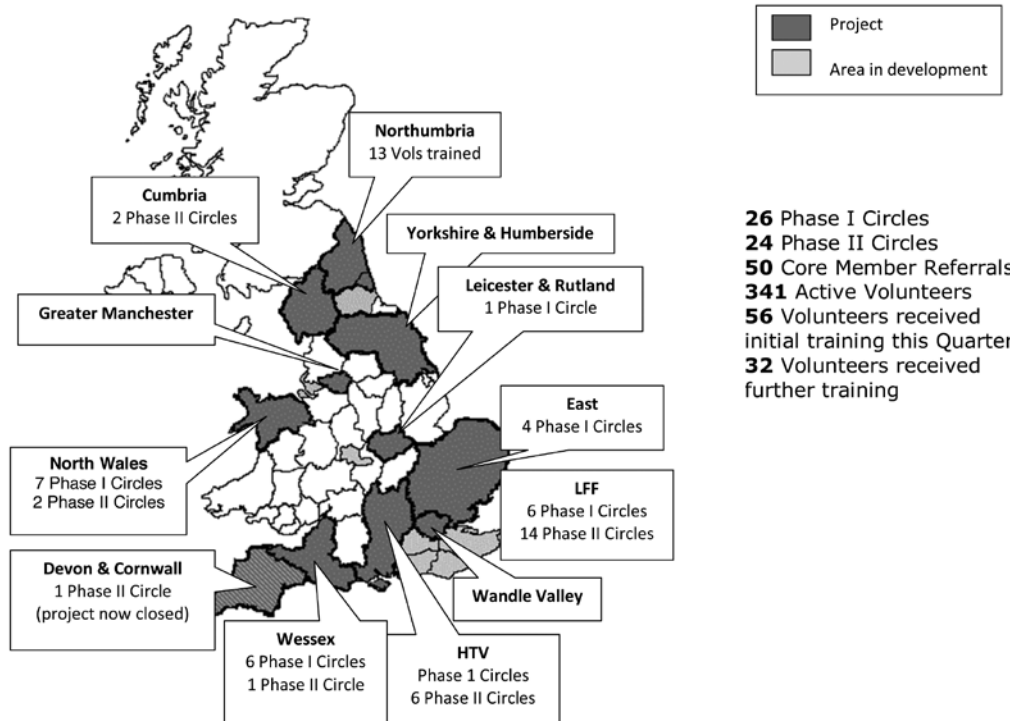 Project
Area in development
Northumbria
13 Vols trained
Cumbria
2 Phase II Circles
Yorkshire & Humberside
Leicester & Rutland
1 Phase I Circle
Greater Manchester
26 Phase I Circles
24 Phase II Circles
50 Core Member Referrals
341 Active Volunteers
56 Volunteers received
initial training this Quarter
32 Volunteers received
further training
East
4 Phase I Circles
North Wales
7 Phase I Circles
2 Phase II Circles
LFF
6 Phase I Circles
14 Phase II Circles
Devon & Cornwall
1 Phase II Circle
(project now closed)
Wandle Valley
Wessex
6 Phase I Circles
1 Phase II Circle
HTV
Phase 1 Circles
6 Phase II Circles